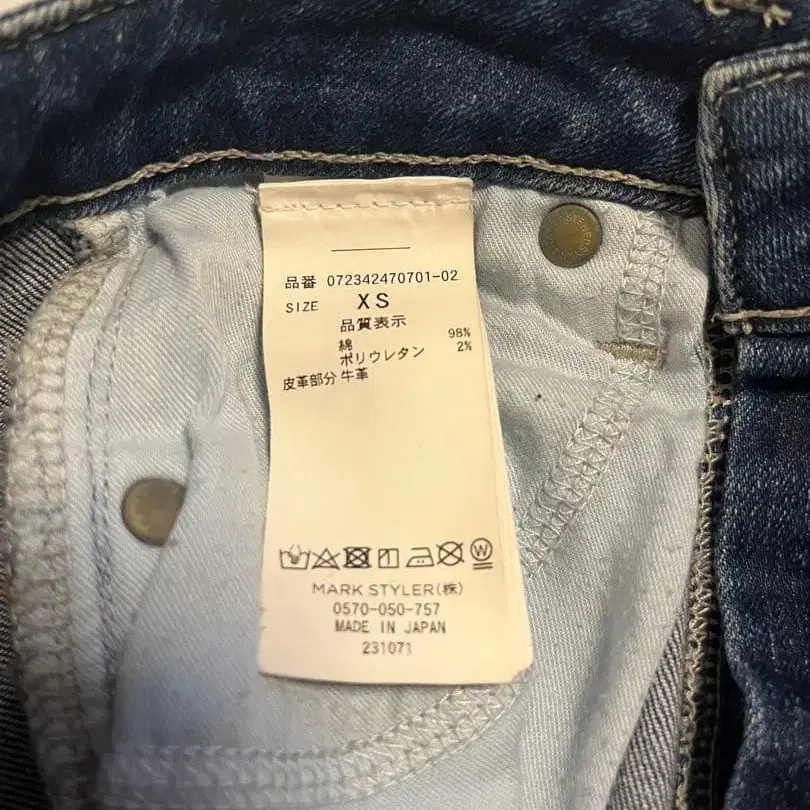 品番 072342470701-02
SIZE XS
品質表示
綿 98%
ポリウレタン 2%
皮革部分 牛革
W
MARK STYLER(株)
0570-050-757
MADE IN JAPAN
231071